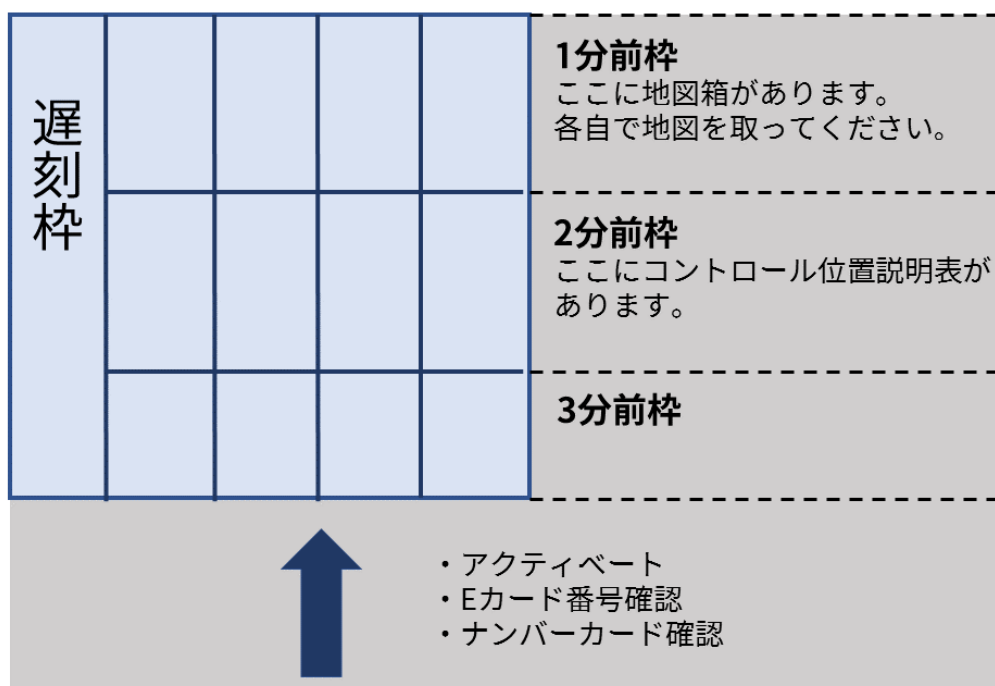 遅刻枠
1分前枠
ここに地図箱があります。
各自で地図を取ってください。
2分前枠
ここにコントロール位置説明表が
あります。
3分前枠
・アクティベート
・Eカード番号確認
・ナンバーカード確認